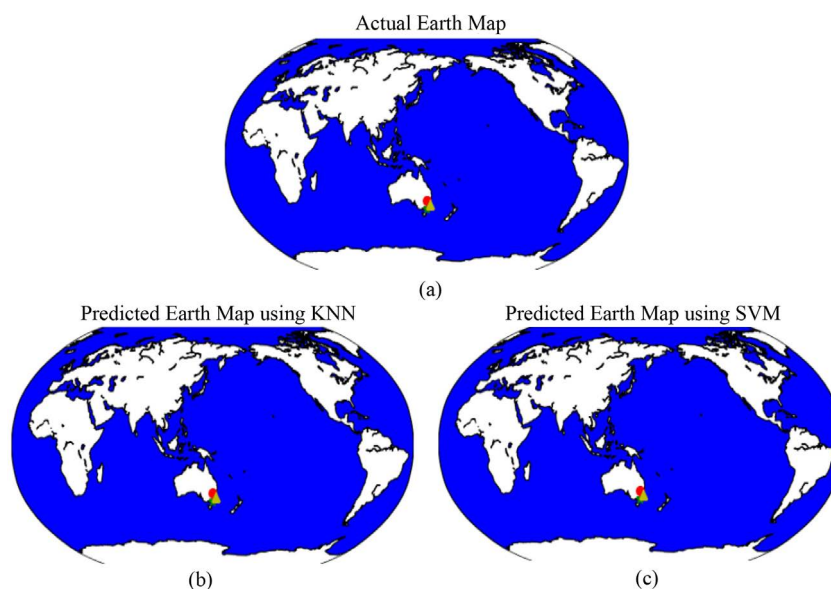 Actual Earth Map
(a)
Predicted Earth Map using KNN
Predicted Earth Map using SVM
(b)
(c)